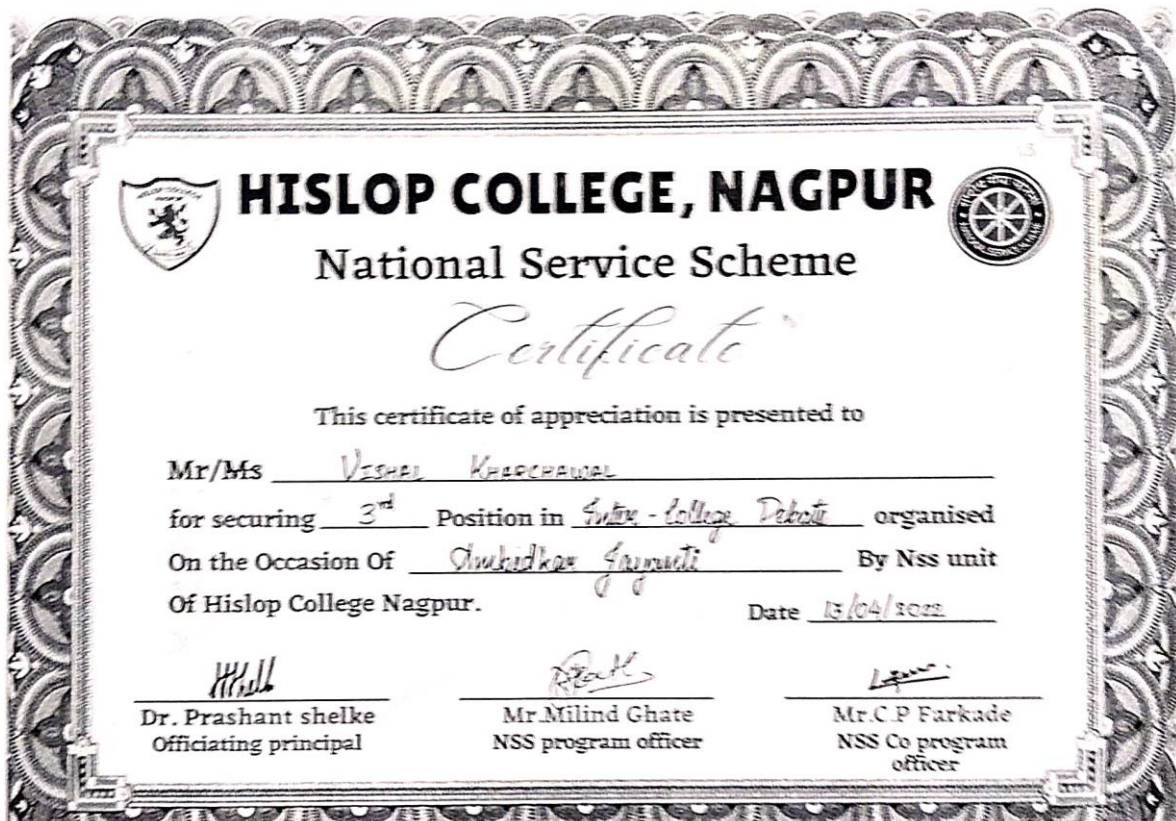 HISLOP COLLEGE, NAGPUR
National Service Scheme
Certificate
This certificate of appreciation is presented to
Mr/Ms VISHAL KHARCHAWAL
for securing 3rd Position in Inter-College Debate organised
On the Occasion Of Ambedkar Jayanti By Nss unit
Of Hislop College Nagpur.
Date 13/04/2022
Dr. Prashant shelke
Officiating principal
Mr.Milind Ghate
NSS program officer
Mr.C.P Farkade
NSS Co program
officer